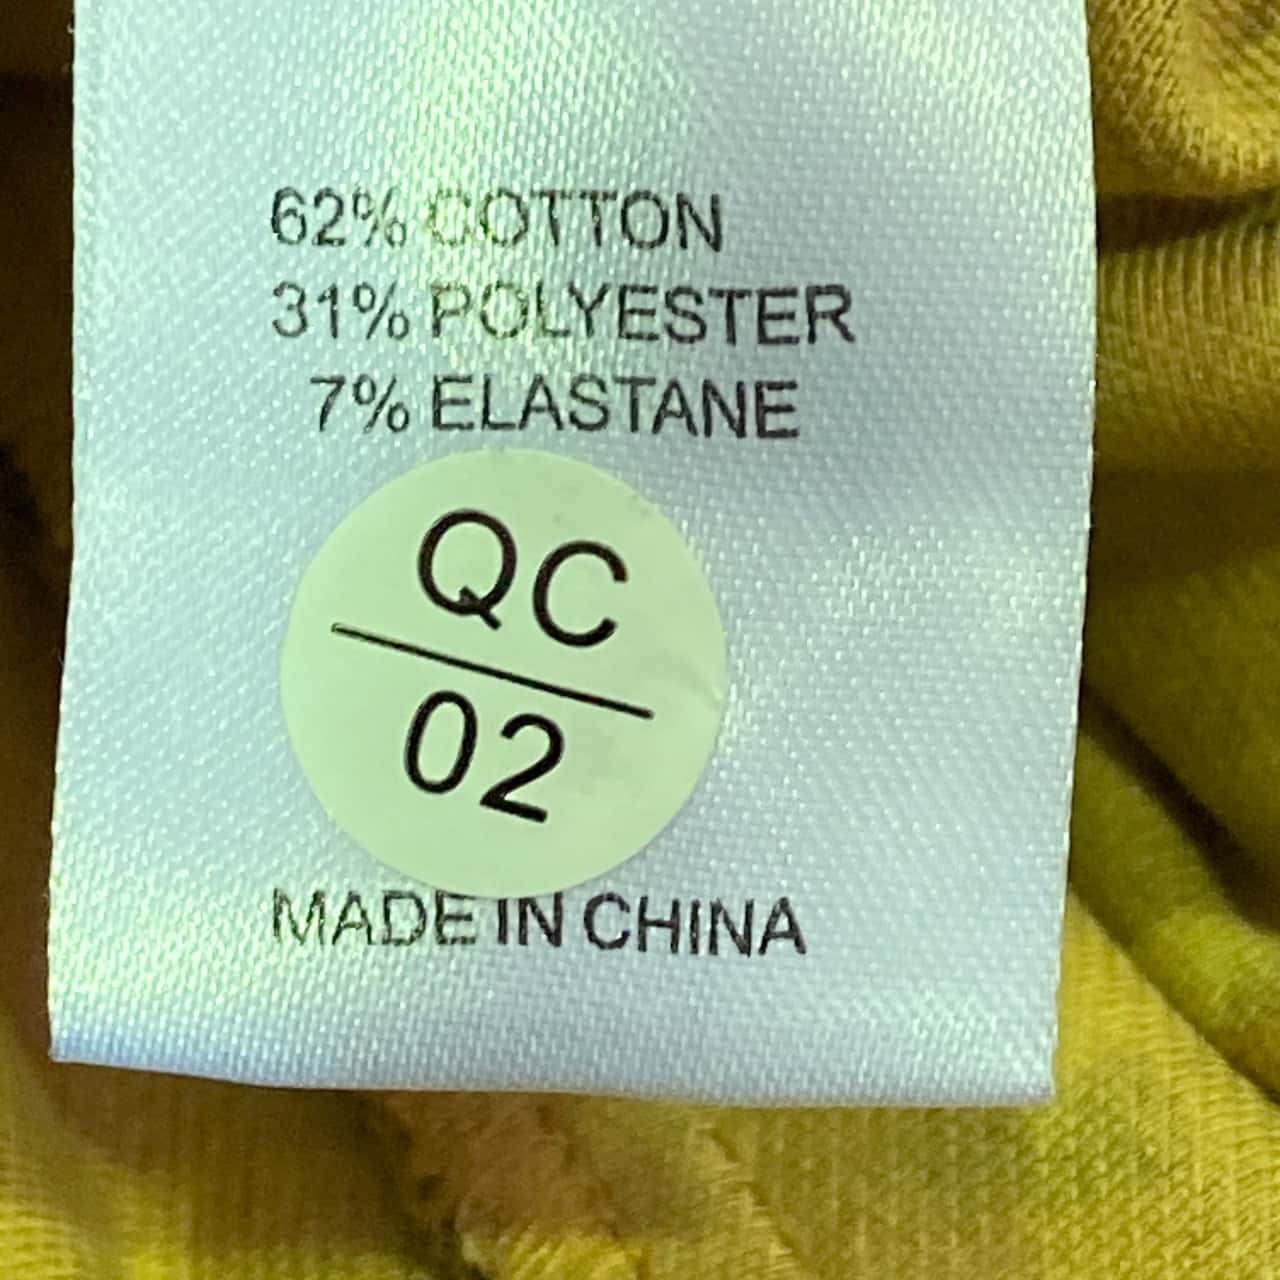 62% COTTON
31% POLYESTER
7% ELASTANE
QC
02
MADE IN CHINA